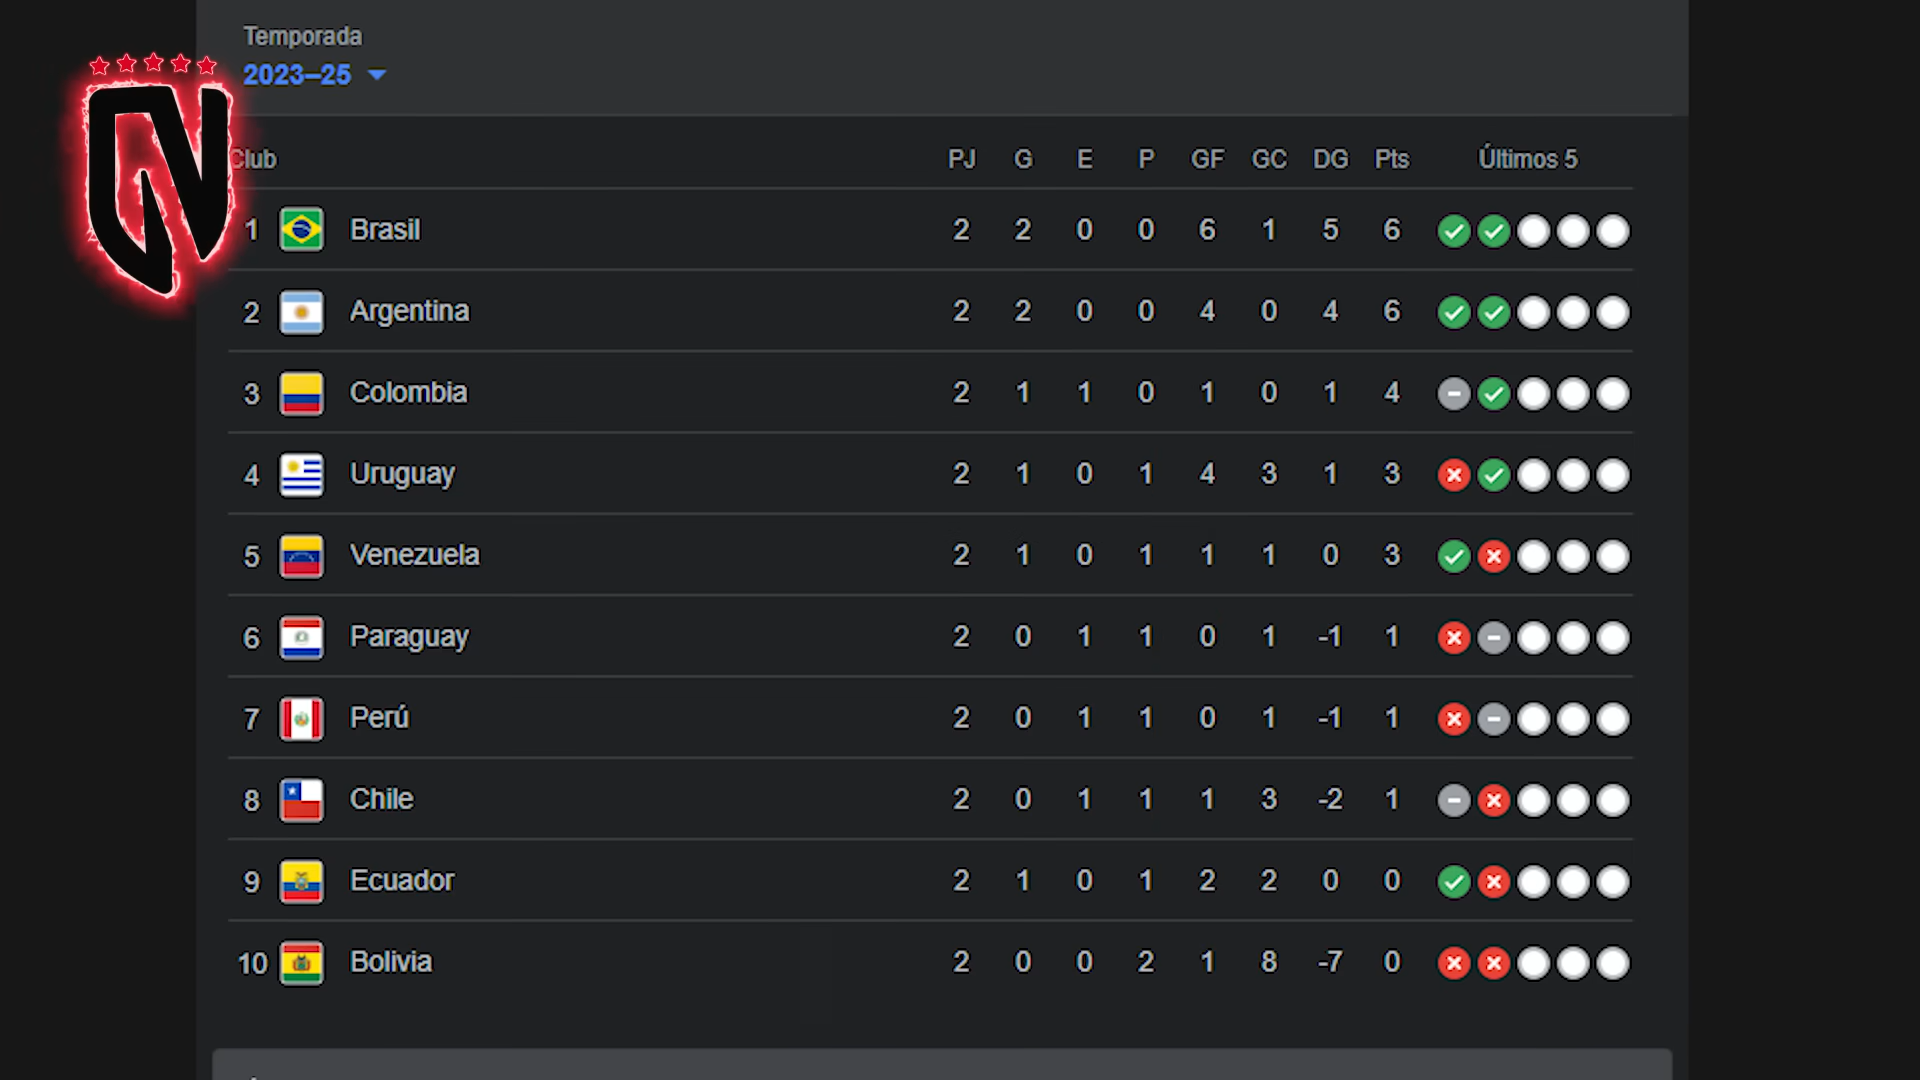 Temporada
2023–25
Club PJ G E P GF GC DG Pts Últimos 5
1 Brasil 2 2 0 0 6 1 5 6
2 Argentina 2 2 0 0 4 0 4 6
3 Colombia 2 1 1 0 1 0 1 4
4 Uruguay 2 1 0 1 4 3 1 3
5 Venezuela 2 1 0 1 1 1 0 3
6 Paraguay 2 0 1 1 0 1 -1 1
7 Perú 2 0 1 1 0 1 -1 1
8 Chile 2 0 1 1 1 3 -2 1
9 Ecuador 2 1 0 1 2 2 0 0
10 Bolivia 2 0 0 2 1 8 -7 0